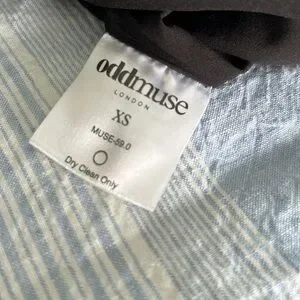 oddmuse
LONDON
XS
MUSE-59.0
Dry Clean Only